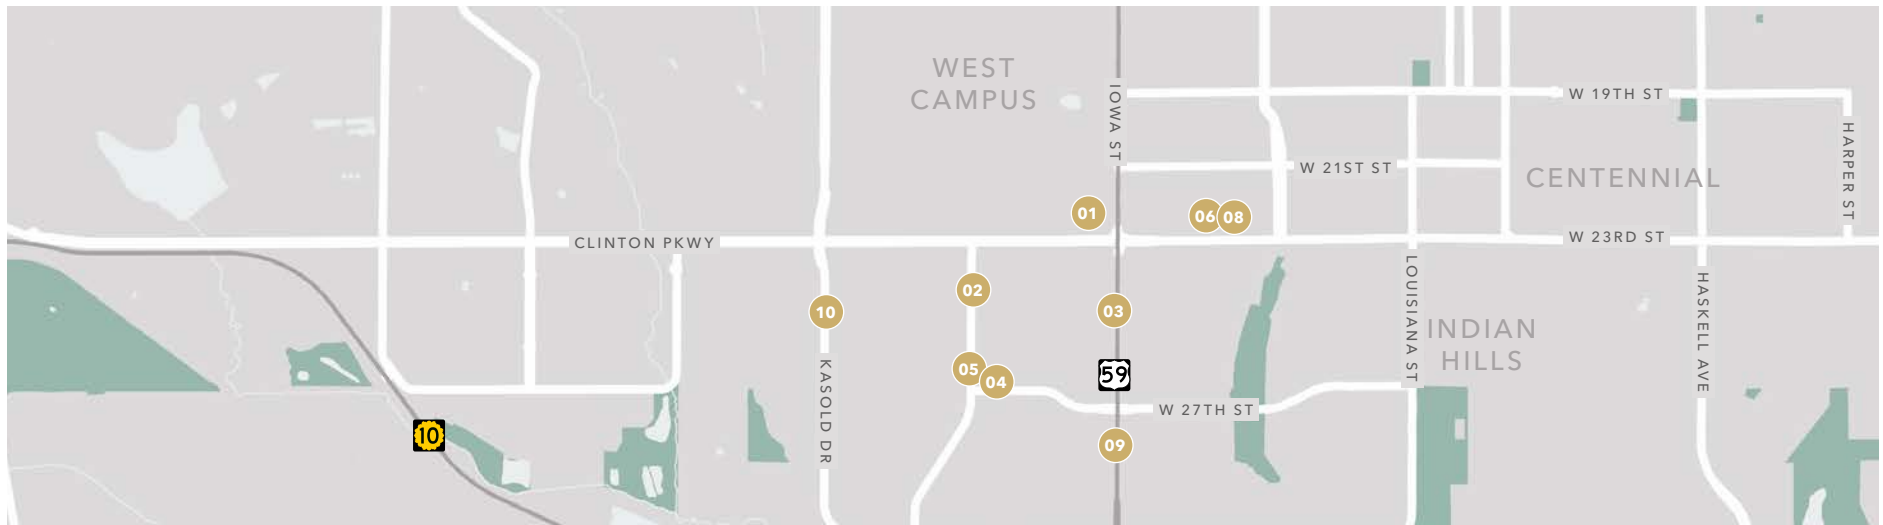 WEST
CAMPUS
IOWA ST
W 19TH ST
HARPER ST
W 21ST ST
CENTENNIAL
01
06
08
CLINTON PKWY
W 23RD ST
LOUISIANA ST
HASKELL AVE
02
10
03
INDIAN
HILLS
KASOLD DR
05
04
59
W 27TH ST
10
09